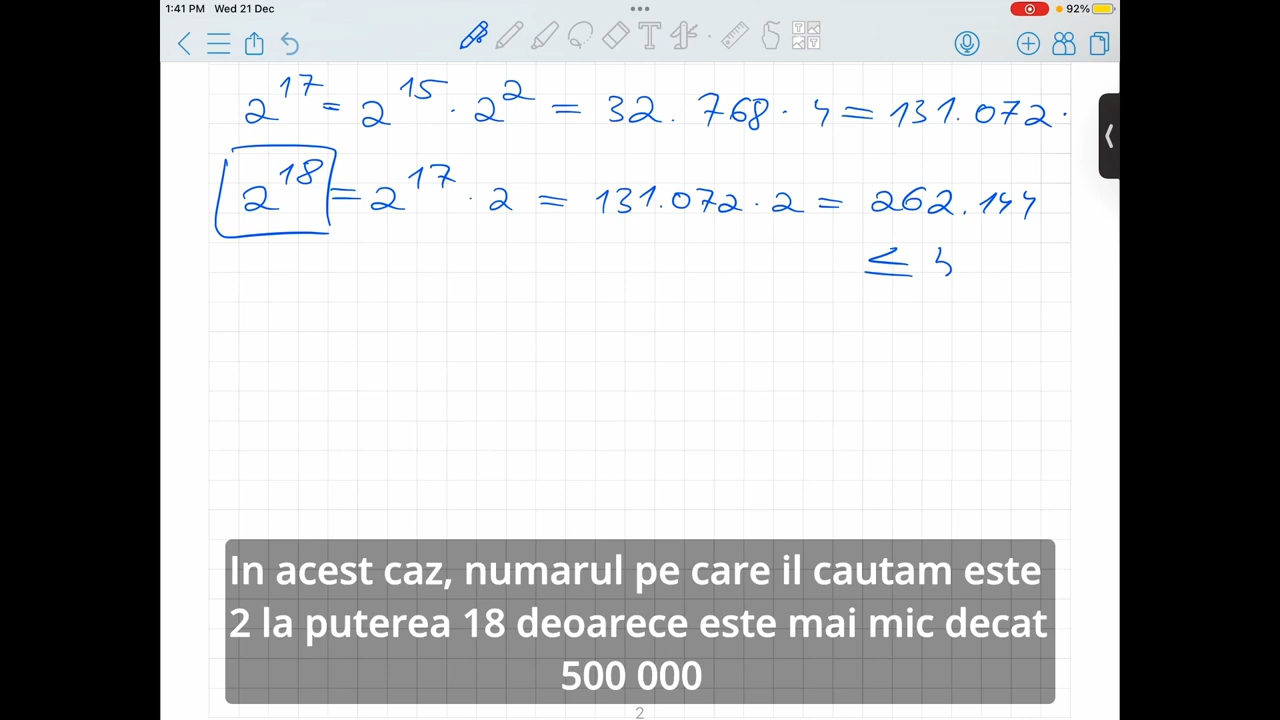 1:41 PM Wed 21 Dec
92%
2^17 = 2^15 · 2^2 = 32.768 · 4 = 131.072.
2^18 = 2^17 · 2 = 131.072 · 2 = 262.144
≤
In acest caz, numarul pe care il cautam este
2 la puterea 18 deoarece este mai mic decat
500 000
2